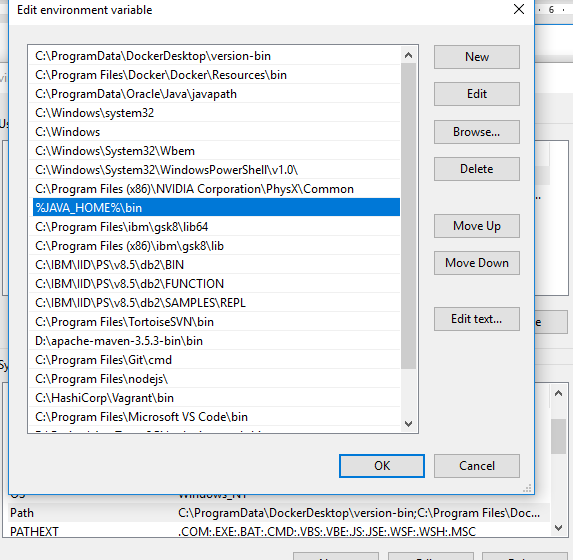 Edit environment variable
6
C:\ProgramData\DockerDesktop\version-bin
C:\Program Files\Docker\Docker\Resources\bin
C:\ProgramData\Oracle\Java\javapath
C:\Windows\system32
C:\Windows
C:\Windows\System32\Wbem
C:\Windows\System32\WindowsPowerShell\v1.0\
C:\Program Files (x86)\NVIDIA Corporation\PhysX\Common
%JAVA_HOME%\bin
C:\Program Files\ibm\gsk8\lib64
C:\Program Files (x86)\ibm\gsk8\lib
C:\IBM\IID\PS\v8.5\db2\BIN
C:\IBM\IID\PS\v8.5\db2\FUNCTION
C:\IBM\IID\PS\v8.5\db2\SAMPLES\REPL
C:\Program Files\TortoiseSVN\bin
D:\apache-maven-3.5.3-bin\bin
C:\Program Files\Git\cmd
C:\Program Files\nodejs\
C:\HashiCorp\Vagrant\bin
C:\Program Files\Microsoft VS Code\bin
New
Edit
Browse...
Delete
Move Up
Move Down
Edit text...
OK
Cancel
Path C:\ProgramData\DockerDesktop\version-bin;C:\Program Files\Doc...
PATHEXT .COM;.EXE;.BAT;.CMD;.VBS;.VBE;.JS;.JSE;.WSF;.WSH;.MSC